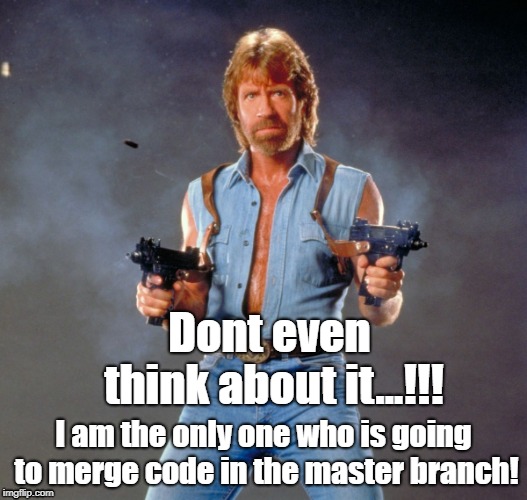 Dont even
think about it...!!!
I am the only one who is going
to merge code in the master branch!
imgflip.com